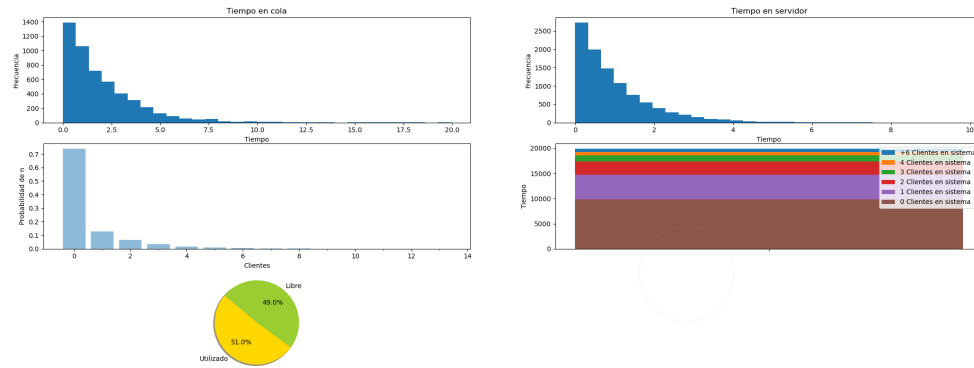 Tiempo en cola
Frecuencia
1400
1200
1000
800
600
400
200
0
0.0 2.5 5.0 7.5 10.0 12.5 15.0 17.5 20.0
Tiempo
Tiempo en servidor
Frecuencia
2500
2000
1500
1000
500
0
0 2 4 6 8 10
Tiempo
Probabilidad de n
0.7
0.6
0.5
0.4
0.3
0.2
0.1
0.0
0 2 4 6 8 10 12 14
Clientes
Tiempo
20000
15000
10000
5000
0
+6 Clientes en sistema
4 Clientes en sistema
3 Clientes en sistema
2 Clientes en sistema
1 Clientes en sistema
0 Clientes en sistema
Libre
49.0%
51.0%
Utilizado